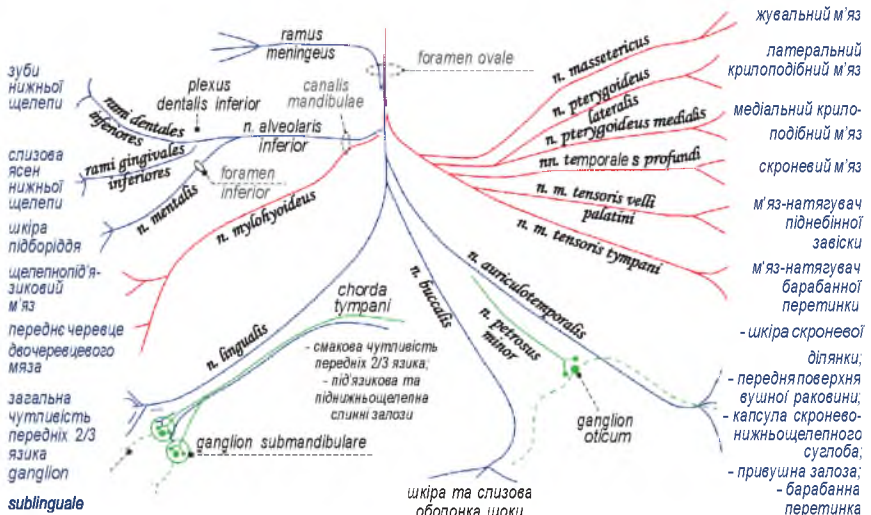 ramus
meningeus
foramen ovale
зуби
нижньої
щелепи
plexus
dentalis inferior
canalis
mandibulae
rami dentales
inferiores
n. alveolaris
inferior
слизова
ясен
нижньої
щелепи
rami gingivales
inferiores
foramen
inferior
n. mentalis
n. mylohyoideus
шкіра
підборіддя
щелепнопід'я-
зиковий
м'яз
переднє черевце
двочеревцевого
мяза
n. lingualis
chorda
tympani
- смакова чутливість
передніх 2/3 язика;
- під'язикова та
піднижньощелепна
слинні залози
загальна
чутливість
передніх 2/3
язика
ganglion
sublinguale
ganglion submandibulare
n. buccalis
шкіра та слизова
оболонка щоки
n. auriculotemporalis
n. petrosus
minor
ganglion
oticum
n. massetericus
n. pterygoideus
lateralis
n. pterygoideus medialis
nn. temporale s profundi
n. m. tensoris velli
palatini
n. m. tensoris tympani
жувальний м'яз
латеральний
крилоподібний м'яз
медіальний крило-
подібний м'яз
скроневий м'яз
м'яз-натягувач
піднебінної
завіски
м'яз-натягувач
барабанної
перетинки
- шкіра скроневої
ділянки;
- передня поверхня
вушної раковини;
- капсула скронево-
нижньощелепного
суглоба;
- привушна залоза;
- барабанна
перетинка